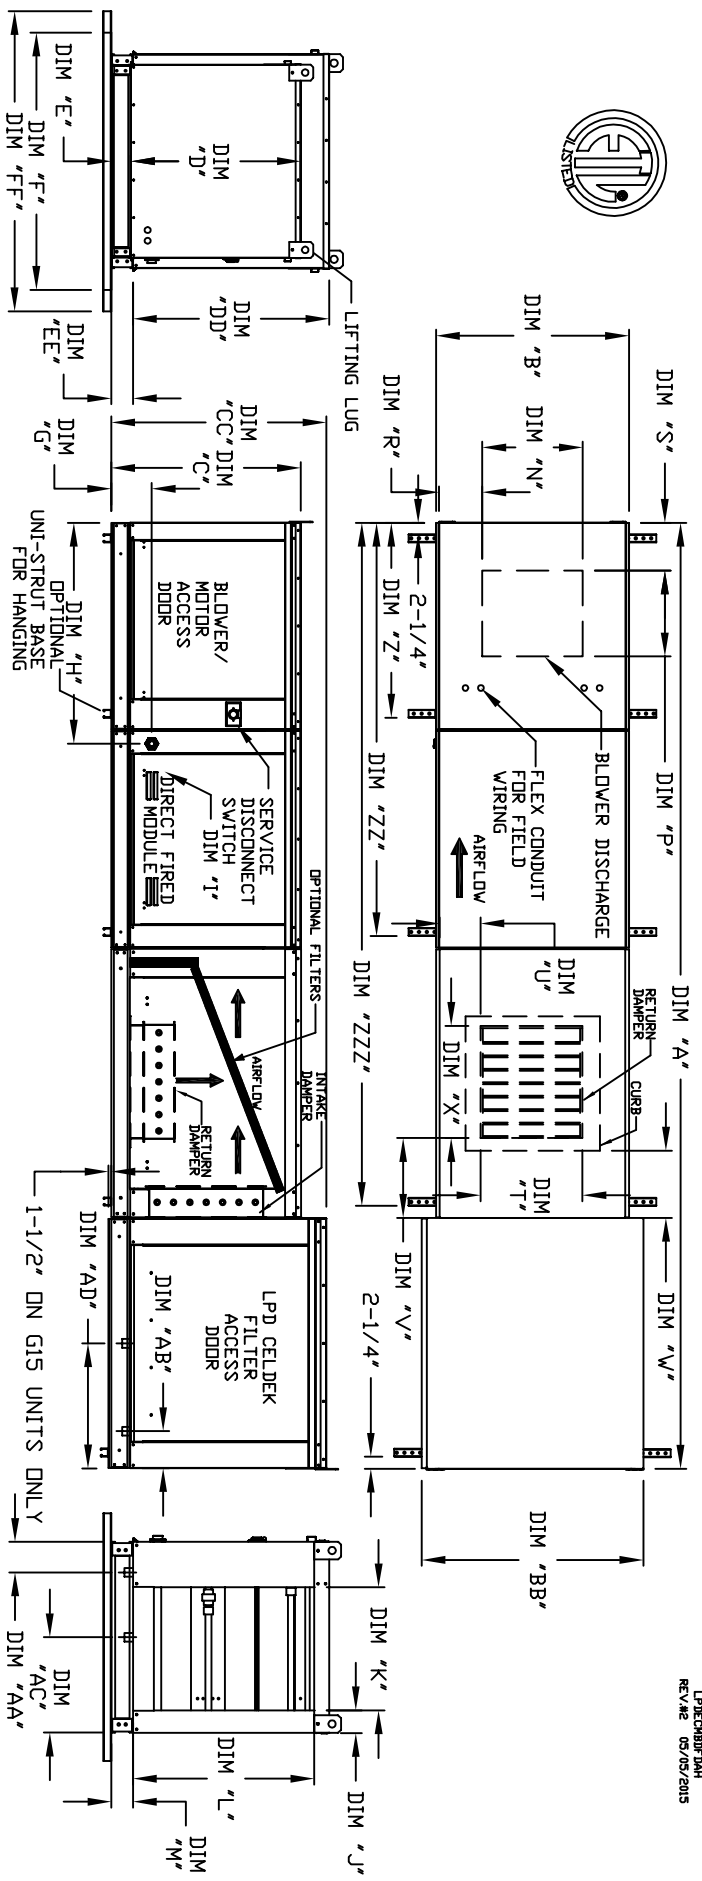 LPDECMBDFDAH
REV.#2 05/05/2015
LISTED
DIM "S"
DIM "P"
DIM "A"
DIM "W"
DIM "B"
DIM "N"
DIM "R"
2-1/4"
DIM "Z"
DIM "ZZ"
DIM "ZZZ"
BLOWER DISCHARGE
FLEX CONDUIT
FOR FIELD
WIRING
AIRFLOW
DIM
"U"
RETURN
DAMPER
CURB
DIM "X"
DIM
"T"
DIM "V"
2-1/4"
DIM "BB"
LIFTING LUG
DIM
"D"
DIM
"DD"
DIM "E"
DIM "F"
DIM "FF"
DIM
"EE"
DIM
"CC"
DIM
"C"
DIM
"G"
DIM "H"
OPTIONAL
UNI-STRUT BASE
FOR HANGING
BLOWER/
MOTOR
ACCESS
DOOR
SERVICE
DISCONNECT
SWITCH
DIM "I"
DIRECT FIRED
MODULE
OPTIONAL FILTERS
AIRFLOW
INTAKE
DAMPER
RETURN
DAMPER
LPD CELDEK
FILTER
ACCESS
DOOR
DIM "AB"
DIM "AD"
1-1/2" ON G15 UNITS ONLY
DIM "K"
DIM "J"
DIM "L"
DIM
"M"
DIM
"AC"
DIM "AA"